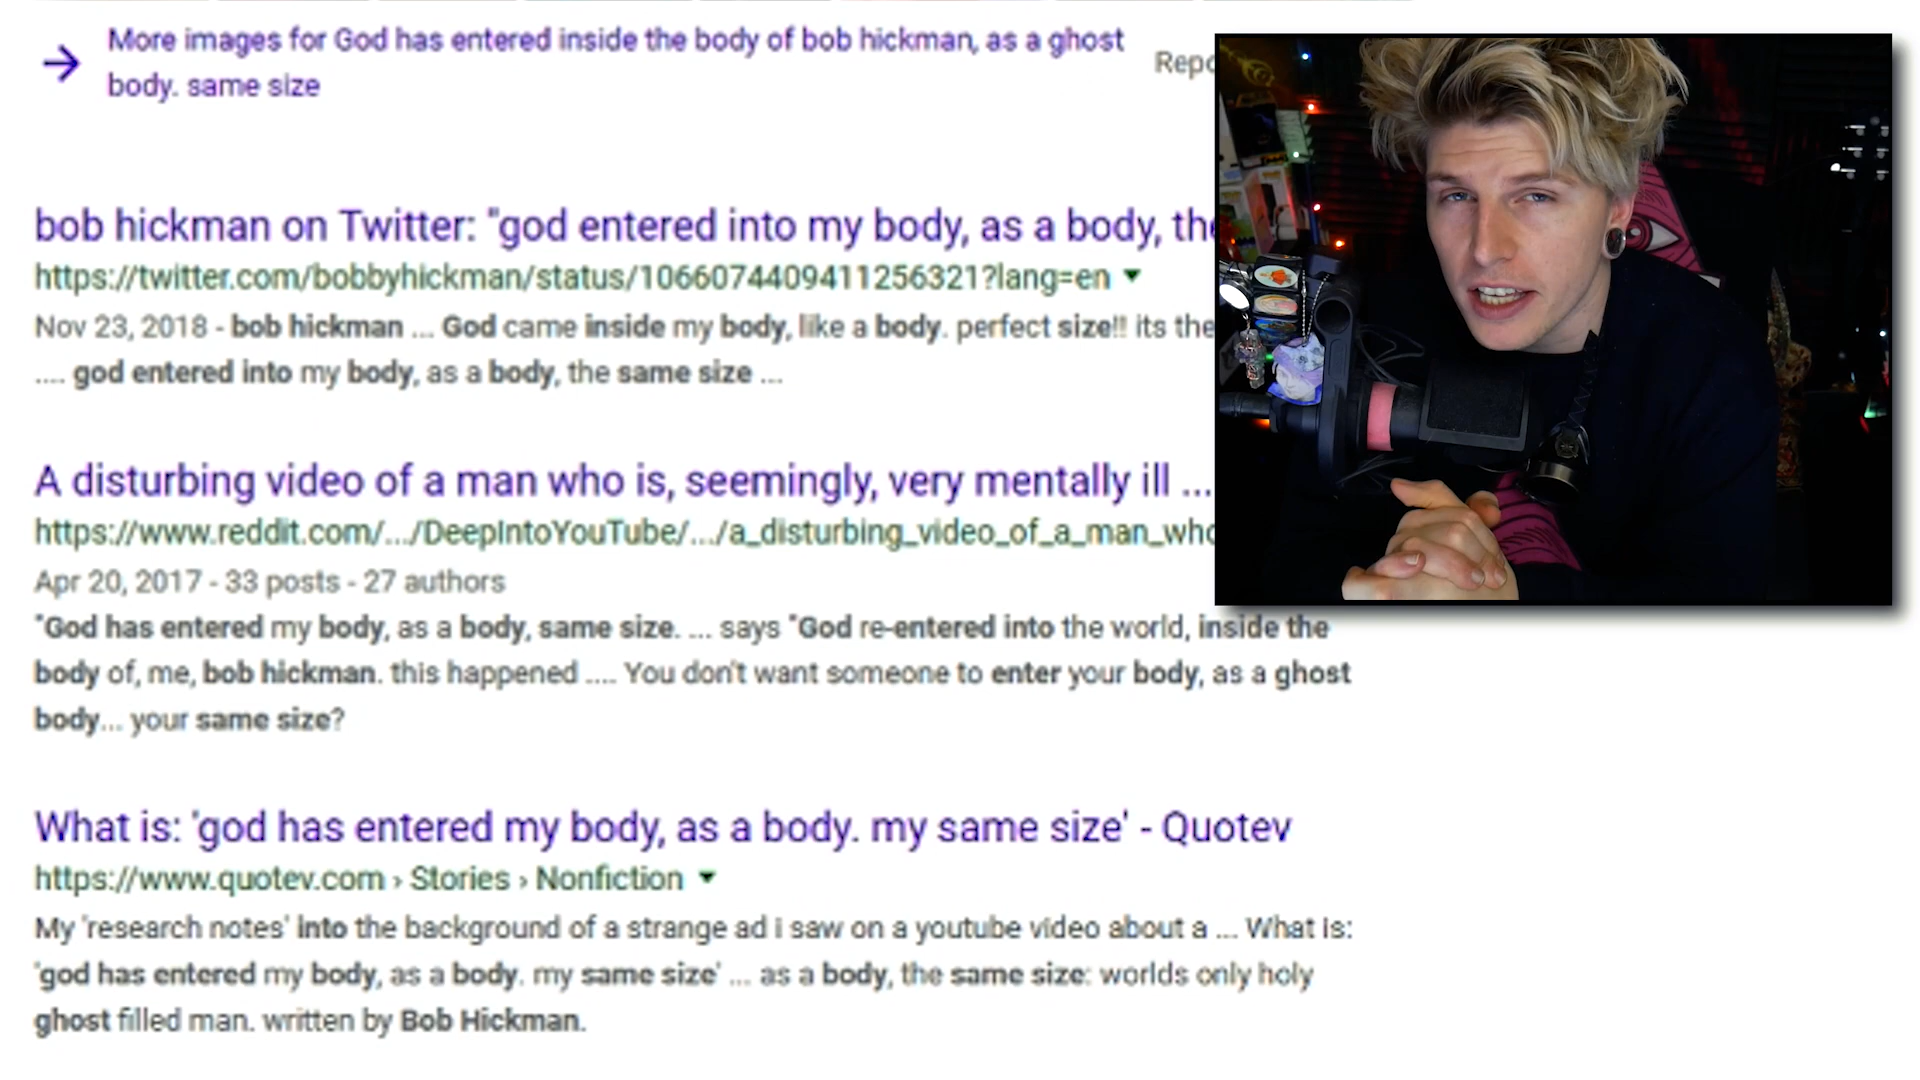 More images for God has entered inside the body of bob hickman, as a ghost
body. same size
bob hickman on Twitter: "god entered into my body, as a body,
https://twitter.com/bobbyhickman/status/1066074409411256321?lang=en
Nov 23, 2018 - bob hickman ... God came inside my body, like a body. perfect size!! its the
.... god entered into my body, as a body, the same size ...
A disturbing video of a man who is, seemingly, very mentally ill ...
https://www.reddit.com/.../DeepIntoYouTube/.../a_disturbing_video_of_a_man_who
Apr 20, 2017 - 33 posts - 27 authors
"God has entered my body, as a body, same size. ... says "God re-entered into the world, inside the
body of, me, bob hickman. this happened .... You don't want someone to enter your body, as a ghost
body... your same size?
What is: 'god has entered my body, as a body. my same size' - Quotev
https://www.quotev.com › Stories › Nonfiction
My 'research notes' into the background of a strange ad i saw on a youtube video about a ... What is:
'god has entered my body, as a body. my same size' ... as a body, the same size: worlds only holy
ghost filled man. written by Bob Hickman.